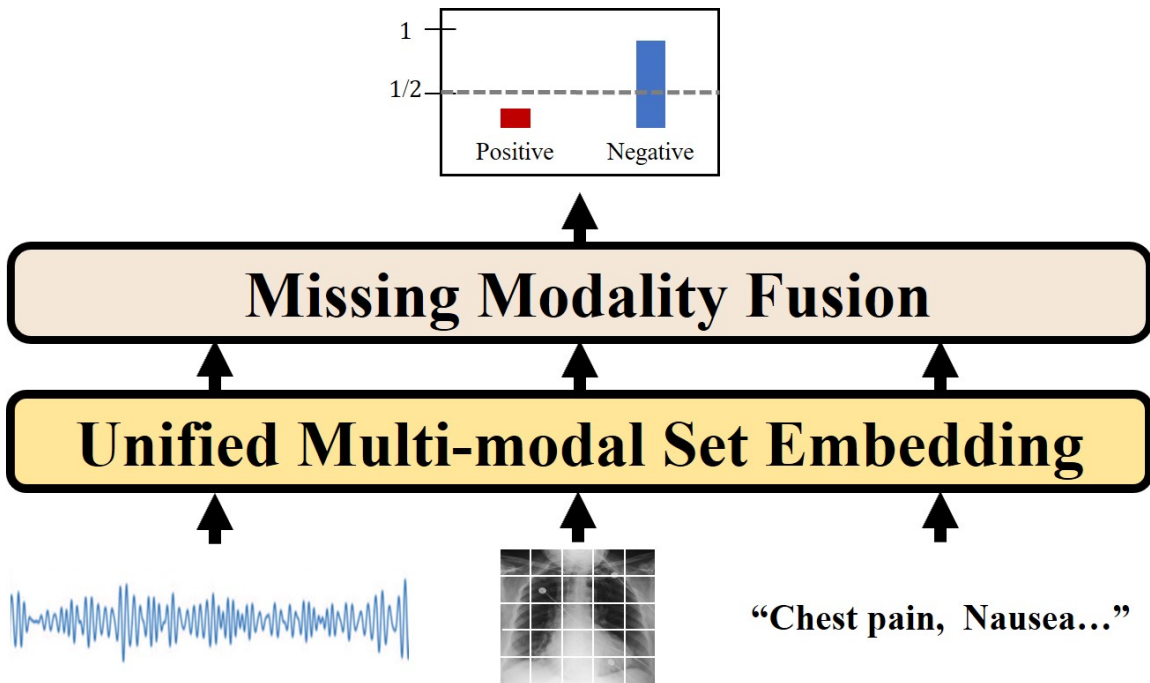 1
1/2
Positive Negative
Missing Modality Fusion
Unified Multi-modal Set Embedding
“Chest pain, Nausea…”